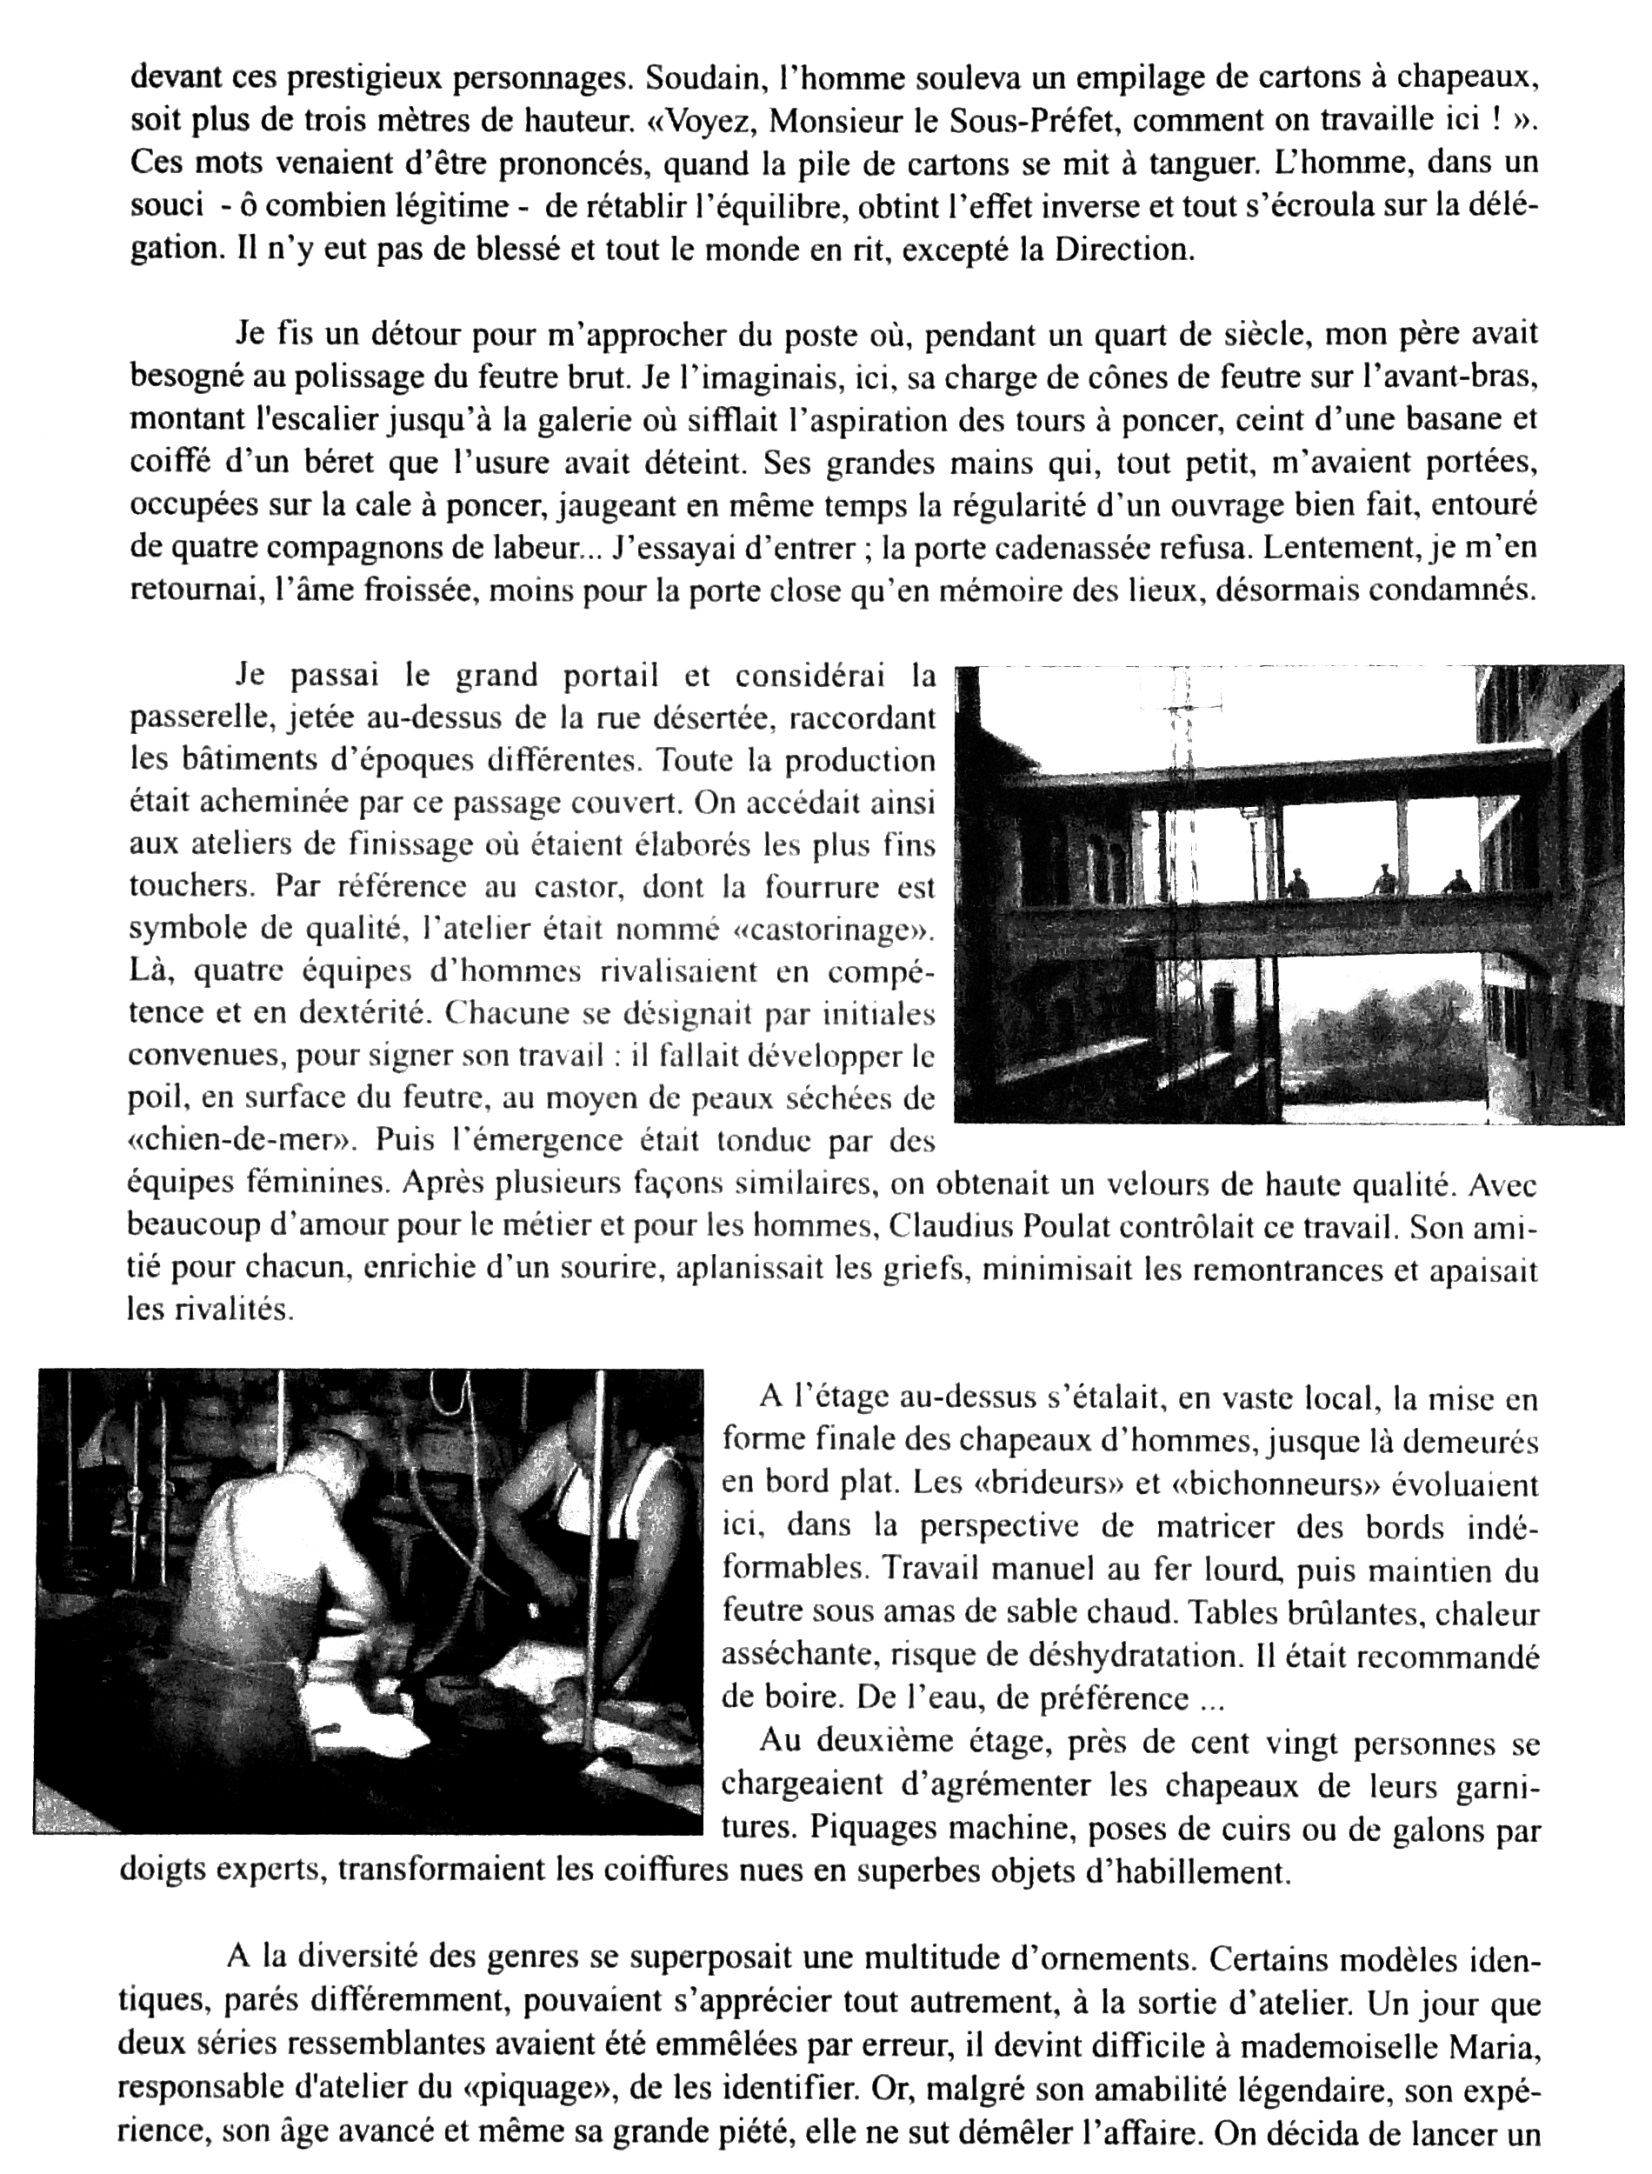 devant ces prestigieux personnages. Soudain, l’homme souleva un empilage de cartons à chapeaux,
soit plus de trois mètres de hauteur. «Voyez, Monsieur le Sous-Préfet, comment on travaille ici ! ».
Ces mots venaient d’être prononcés, quand la pile de cartons se mit à tanguer. L’homme, dans un
souci - ô combien légitime - de rétablir l’équilibre, obtint l’effet inverse et tout s’écroula sur la délé-
gation. Il n’y eut pas de blessé et tout le monde en rit, excepté la Direction.
Je fis un détour pour m’approcher du poste où, pendant un quart de siècle, mon père avait
besogné au polissage du feutre brut. Je l’imaginais, ici, sa charge de cônes de feutre sur l’avant-bras,
montant l'escalier jusqu’à la galerie où sifflait l’aspiration des tours à poncer, ceint d’une basane et
coiffé d’un béret que l’usure avait déteint. Ses grandes mains qui, tout petit, m’avaient portées,
occupées sur la cale à poncer, jaugeant en même temps la régularité d’un ouvrage bien fait, entouré
de quatre compagnons de labeur... J’essayai d’entrer ; la porte cadenassée refusa. Lentement, je m’en
retournai, l’âme froissée, moins pour la porte close qu’en mémoire des lieux, désormais condamnés.
Je passai le grand portail et considérai la
passerelle, jetée au-dessus de la rue désertée, raccordant
les bâtiments d’époques différentes. Toute la production
était acheminée par ce passage couvert. On accédait ainsi
aux ateliers de finissage où étaient élaborés les plus fins
touchers. Par référence au castor, dont la fourrure est
symbole de qualité, l’atelier était nommé «castorinage».
Là, quatre équipes d’hommes rivalisaient en compé-
tence et en dextérité. Chacune se désignait par initiales
convenues, pour signer son travail : il fallait développer le
poil, en surface du feutre, au moyen de peaux séchées de
«chien-de-mer». Puis l’émergence était tondue par des
équipes féminines. Après plusieurs façons similaires, on obtenait un velours de haute qualité. Avec
beaucoup d’amour pour le métier et pour les hommes, Claudius Poulat contrôlait ce travail. Son ami-
tié pour chacun, enrichie d’un sourire, aplanissait les griefs, minimisait les remontrances et apaisait
les rivalités.
A l’étage au-dessus s’étalait, en vaste local, la mise en
forme finale des chapeaux d’hommes, jusque là demeurés
en bord plat. Les «brideurs» et «bichonneurs» évoluaient
ici, dans la perspective de matricer des bords indé-
formables. Travail manuel au fer lourd, puis maintien du
feutre sous amas de sable chaud. Tables brûlantes, chaleur
asséchante, risque de déshydratation. Il était recommandé
de boire. De l’eau, de préférence ...
Au deuxième étage, près de cent vingt personnes se
chargeaient d’agrémenter les chapeaux de leurs garni-
tures. Piquages machine, poses de cuirs ou de galons par
doigts experts, transformaient les coiffures nues en superbes objets d’habillement.
A la diversité des genres se superposait une multitude d’ornements. Certains modèles iden-
tiques, parés différemment, pouvaient s’apprécier tout autrement, à la sortie d’atelier. Un jour que
deux séries ressemblantes avaient été emmêlées par erreur, il devint difficile à mademoiselle Maria,
responsable d'atelier du «piquage», de les identifier. Or, malgré son amabilité légendaire, son expé-
rience, son âge avancé et même sa grande piété, elle ne sut démêler l’affaire. On décida de lancer un